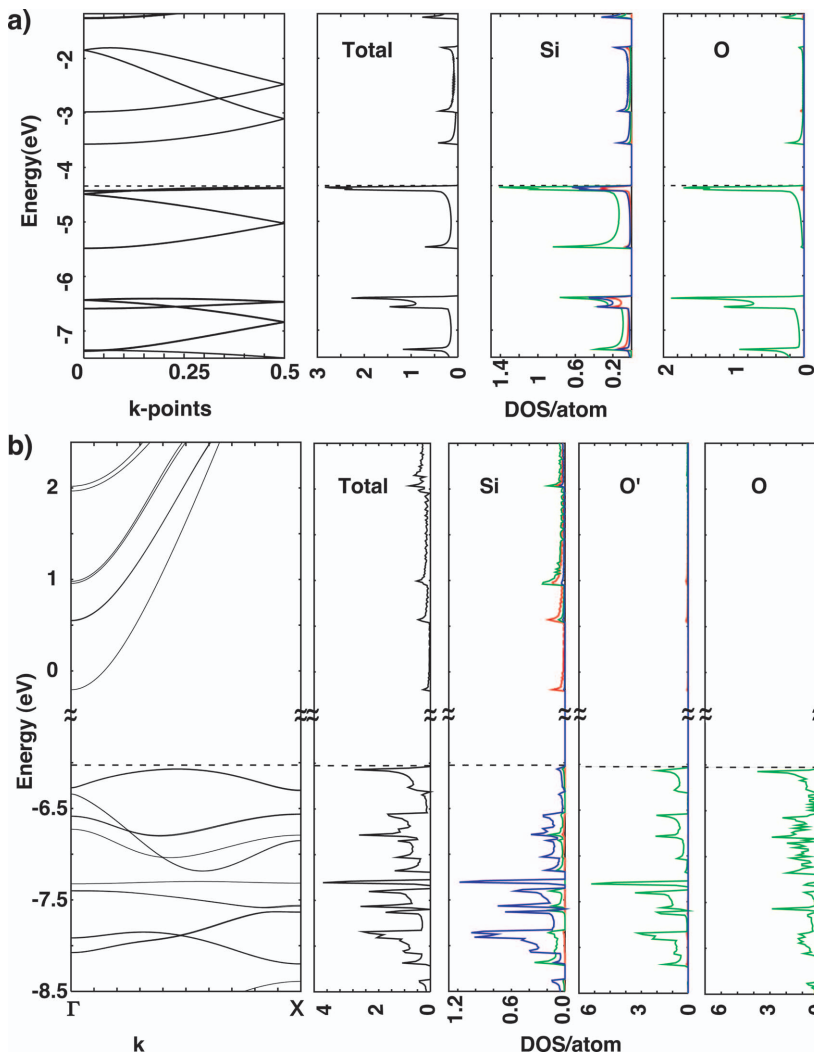 a)
Total
Si
O
Energy(eV)
-2
-3
-4
-5
-6
-7
0
0.25
0.5
3
2
1
0
1.4
1
0.6
0.2
2
1
0
k-points
DOS/atom
b)
Total
Si
O'
O
Energy (eV)
2
1
0
-6.5
-7.5
-8.5
Γ
X
4
2
0
1.2
0.6
0.0
6
3
0
6
3
0
k
DOS/atom